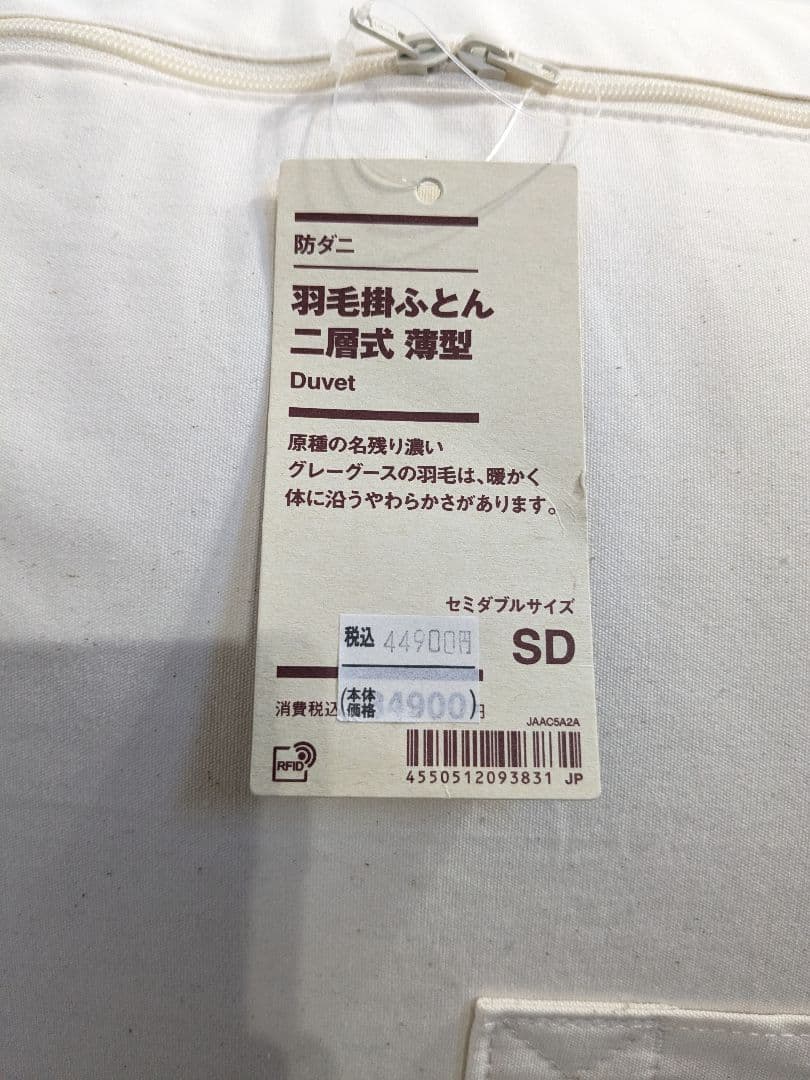 防ダニ
羽毛掛ふとん
二層式 薄型
Duvet
原種の名残り濃い
グレーグースの羽毛は、暖かく
体に沿うやわらかさがあります。
セミダブルサイズ
SD
税込 44900円
消費税込
(本体価格 34900)円
JAAC5A2A
RFID
4550512093831 JP